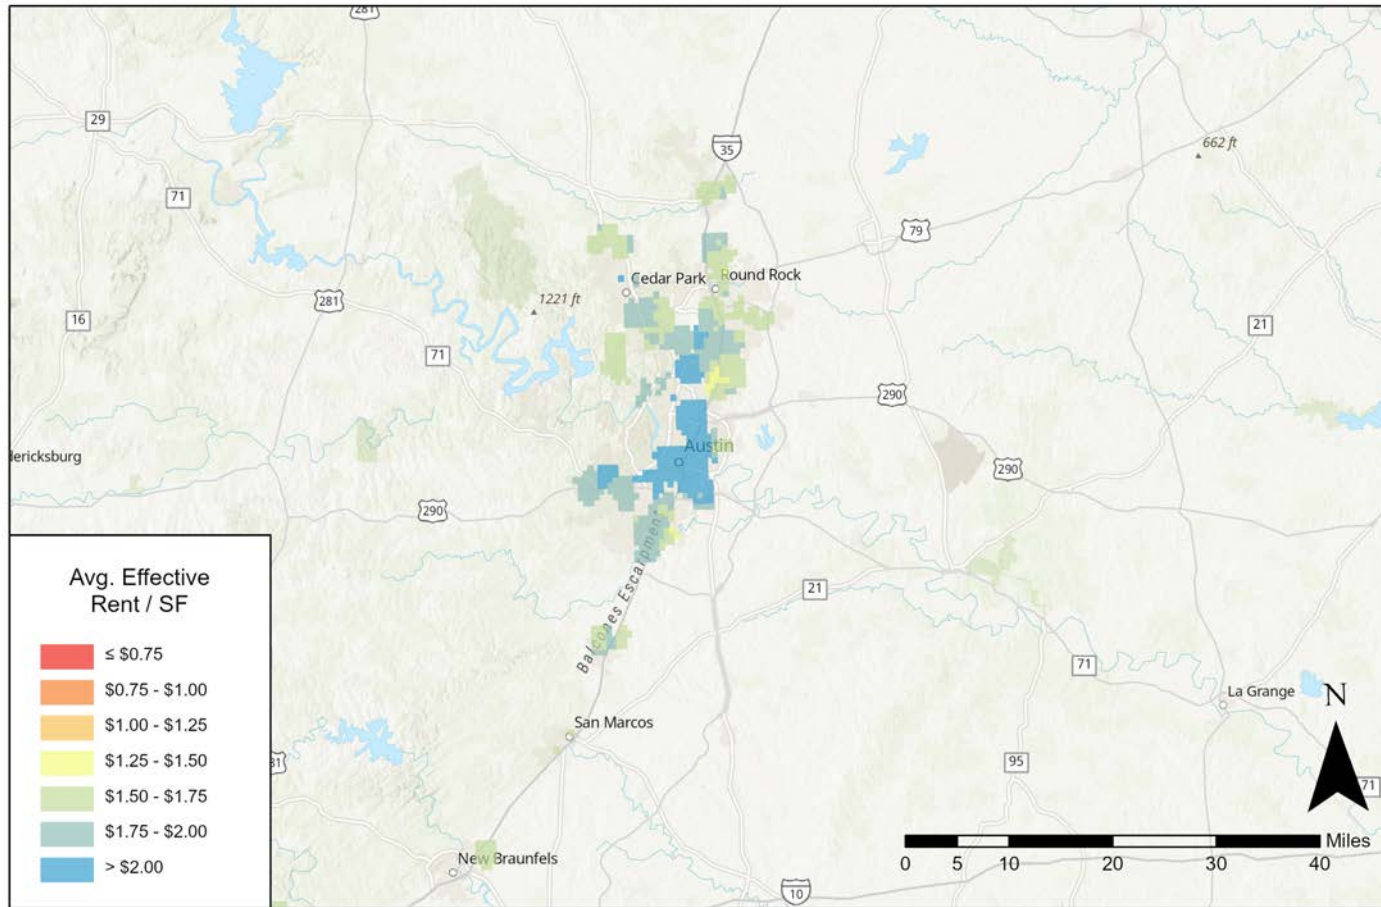 281
29
35
662 ft
71
79
Cedar Park
Round Rock
1221 ft
281
16
21
71
290
Austin
dericksburg
290
290
Balcones Escarpment
Avg. Effective
Rent / SF
≤ $0.75
$0.75 - $1.00
$1.00 - $1.25
$1.25 - $1.50
$1.50 - $1.75
$1.75 - $2.00
> $2.00
21
71
La Grange
N
San Marcos
81
95
71
New Braunfels
10
Miles
0 5 10 20 30 40